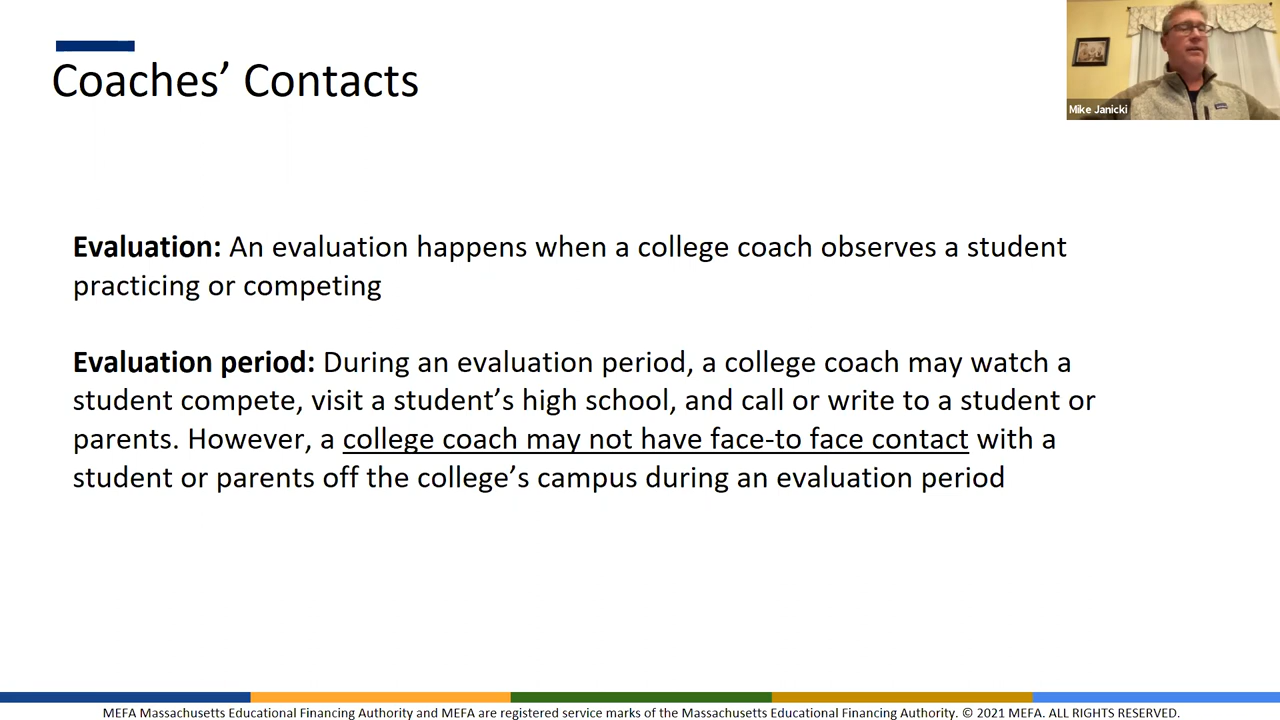 Coaches’ Contacts
Mike Janicki
Evaluation: An evaluation happens when a college coach observes a student
practicing or competing
Evaluation period: During an evaluation period, a college coach may watch a
student compete, visit a student’s high school, and call or write to a student or
parents. However, a college coach may not have face-to face contact with a
student or parents off the college’s campus during an evaluation period
MEFA Massachusetts Educational Financing Authority and MEFA are registered service marks of the Massachusetts Educational Financing Authority. © 2021 MEFA. ALL RIGHTS RESERVED.